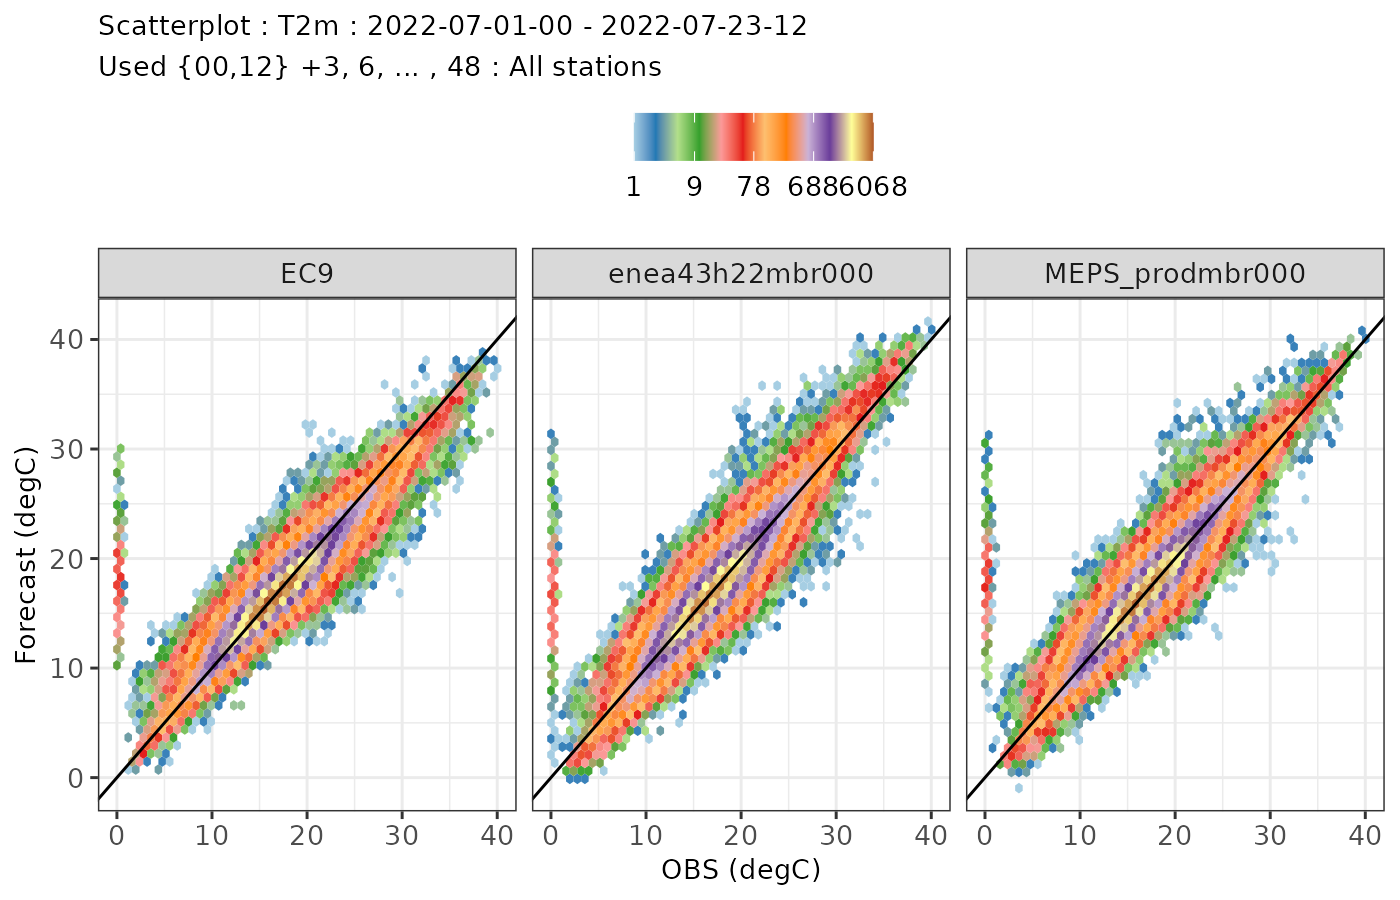 Scatterplot : T2m : 2022-07-01-00 - 2022-07-23-12
Used {00,12} +3, 6, ... , 48 : All stations
1 9 78 688 6068
EC9 enea43h22mbr000 MEPS_prodmbr000
Forecast (degC)
40
30
20
10
0
0 10 20 30 40 0 10 20 30 40 0 10 20 30 40
OBS (degC)